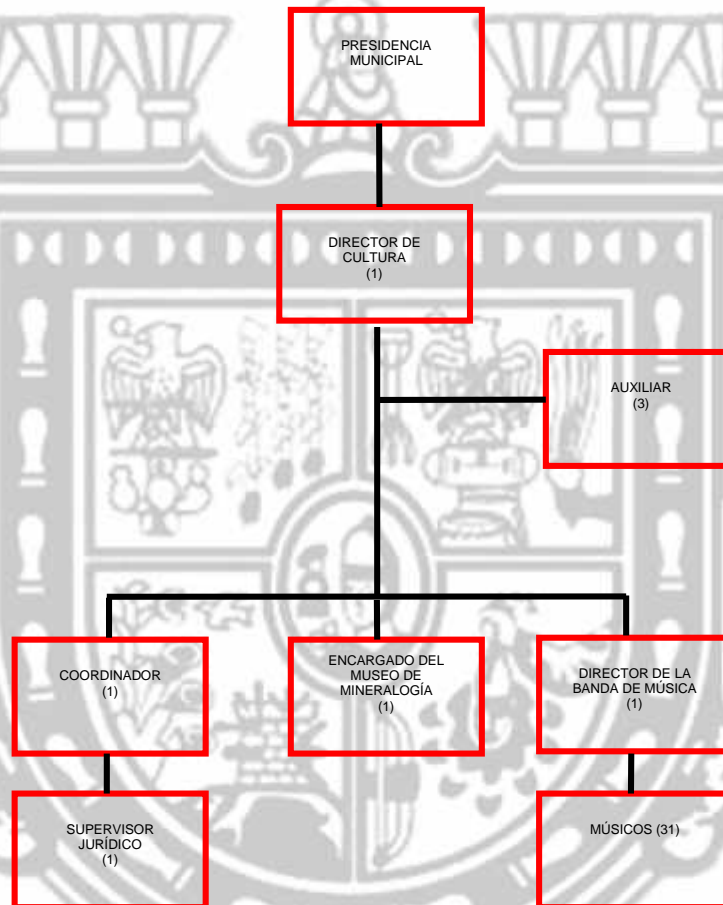 PRESIDENCIA
MUNICIPAL
DIRECTOR DE
CULTURA
(1)
AUXILIAR
(3)
COORDINADOR
(1)
ENCARGADO DEL
MUSEO DE
MINERALOGÍA
(1)
DIRECTOR DE LA
BANDA DE MÚSICA
(1)
SUPERVISOR
JURÍDICO
(1)
MÚSICOS (31)